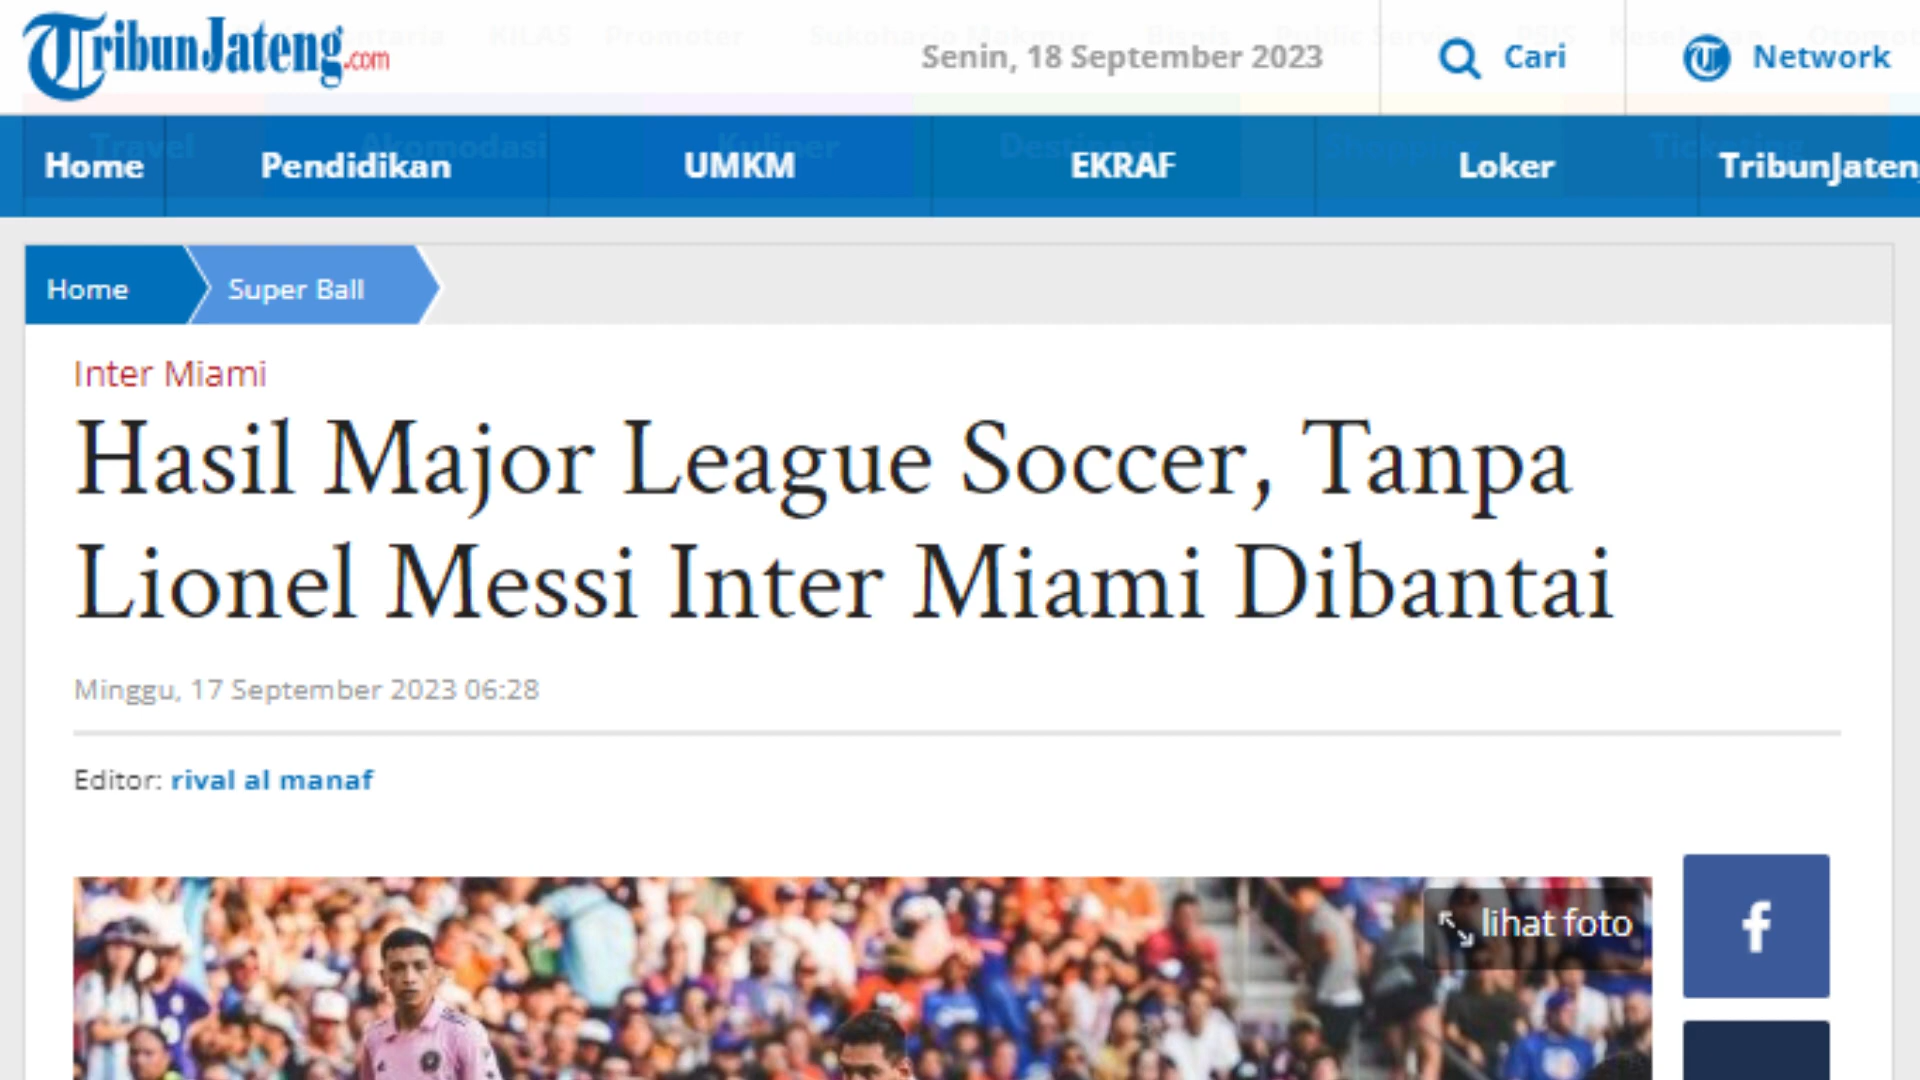 TribunJateng.com
Senin, 18 September 2023
Cari
Network
Home
Pendidikan
UMKM
EKRAF
Loker
TribunJateng
Home
Super Ball
Inter Miami
Hasil Major League Soccer, Tanpa
Lionel Messi Inter Miami Dibantai
Minggu, 17 September 2023 06:28
Editor: rival al manaf
lihat foto